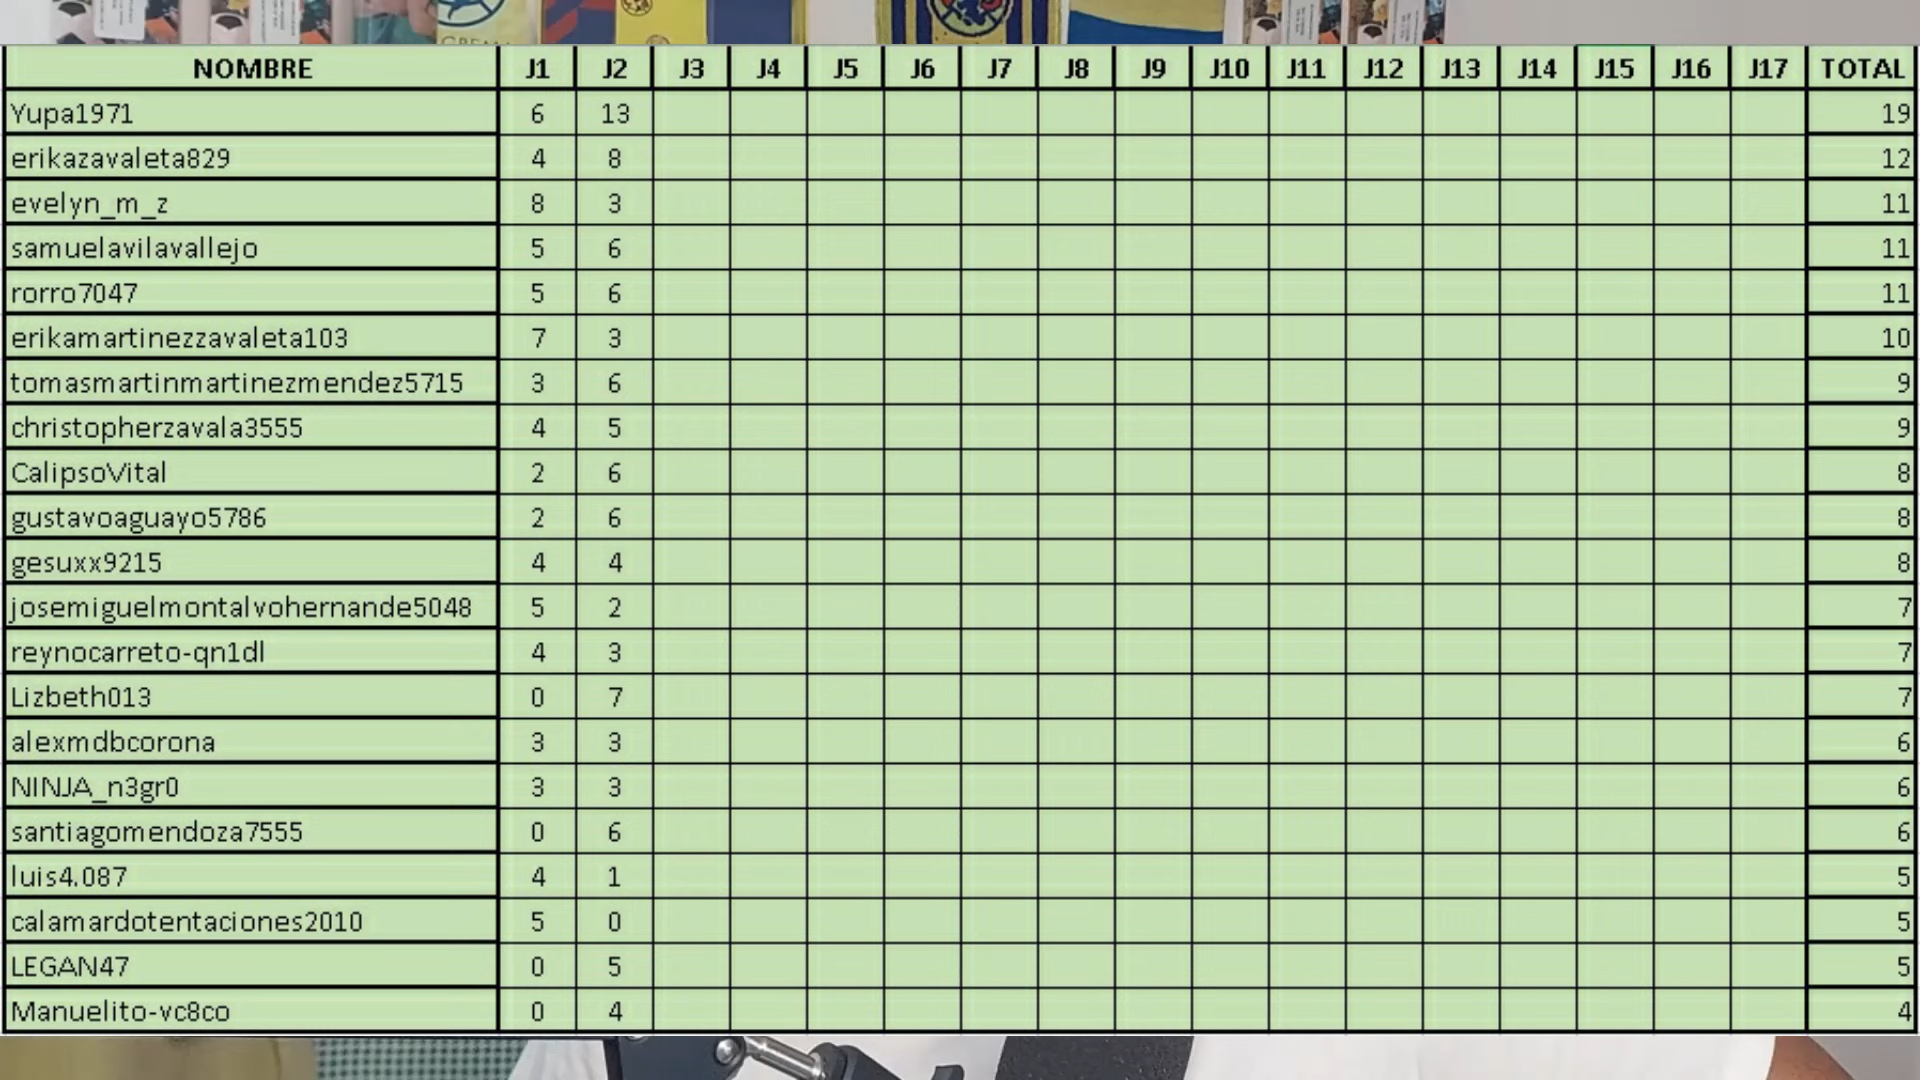 NOMBRE J1 J2 J3 J4 J5 J6 J7 J8 J9 J10 J11 J12 J13 J14 J15 J16 J17 TOTAL
Yupa1971 6 13 19
erikazavaleta829 4 8 12
evelyn_m_z 8 3 11
samuelavilavallejo 5 6 11
rorro7047 5 6 11
erikamartinezzavaleta103 7 3 10
tomasmartinmartinezmendez5715 3 6 9
christopherzavala3555 4 5 9
CalipsoVital 2 6 8
gustavoaguayo5786 2 6 8
gesuxx9215 4 4 8
josemiguelmontalvohernande5048 5 2 7
reynocarreto-qn1dl 4 3 7
Lizbeth013 0 7 7
alexmdbcorona 3 3 6
NINJA_n3gr0 3 3 6
santiagomendoza7555 0 6 6
luis4.087 4 1 5
calamardotentaciones2010 5 0 5
LEGAN47 0 5 5
Manuelito-vc8co 0 4 4